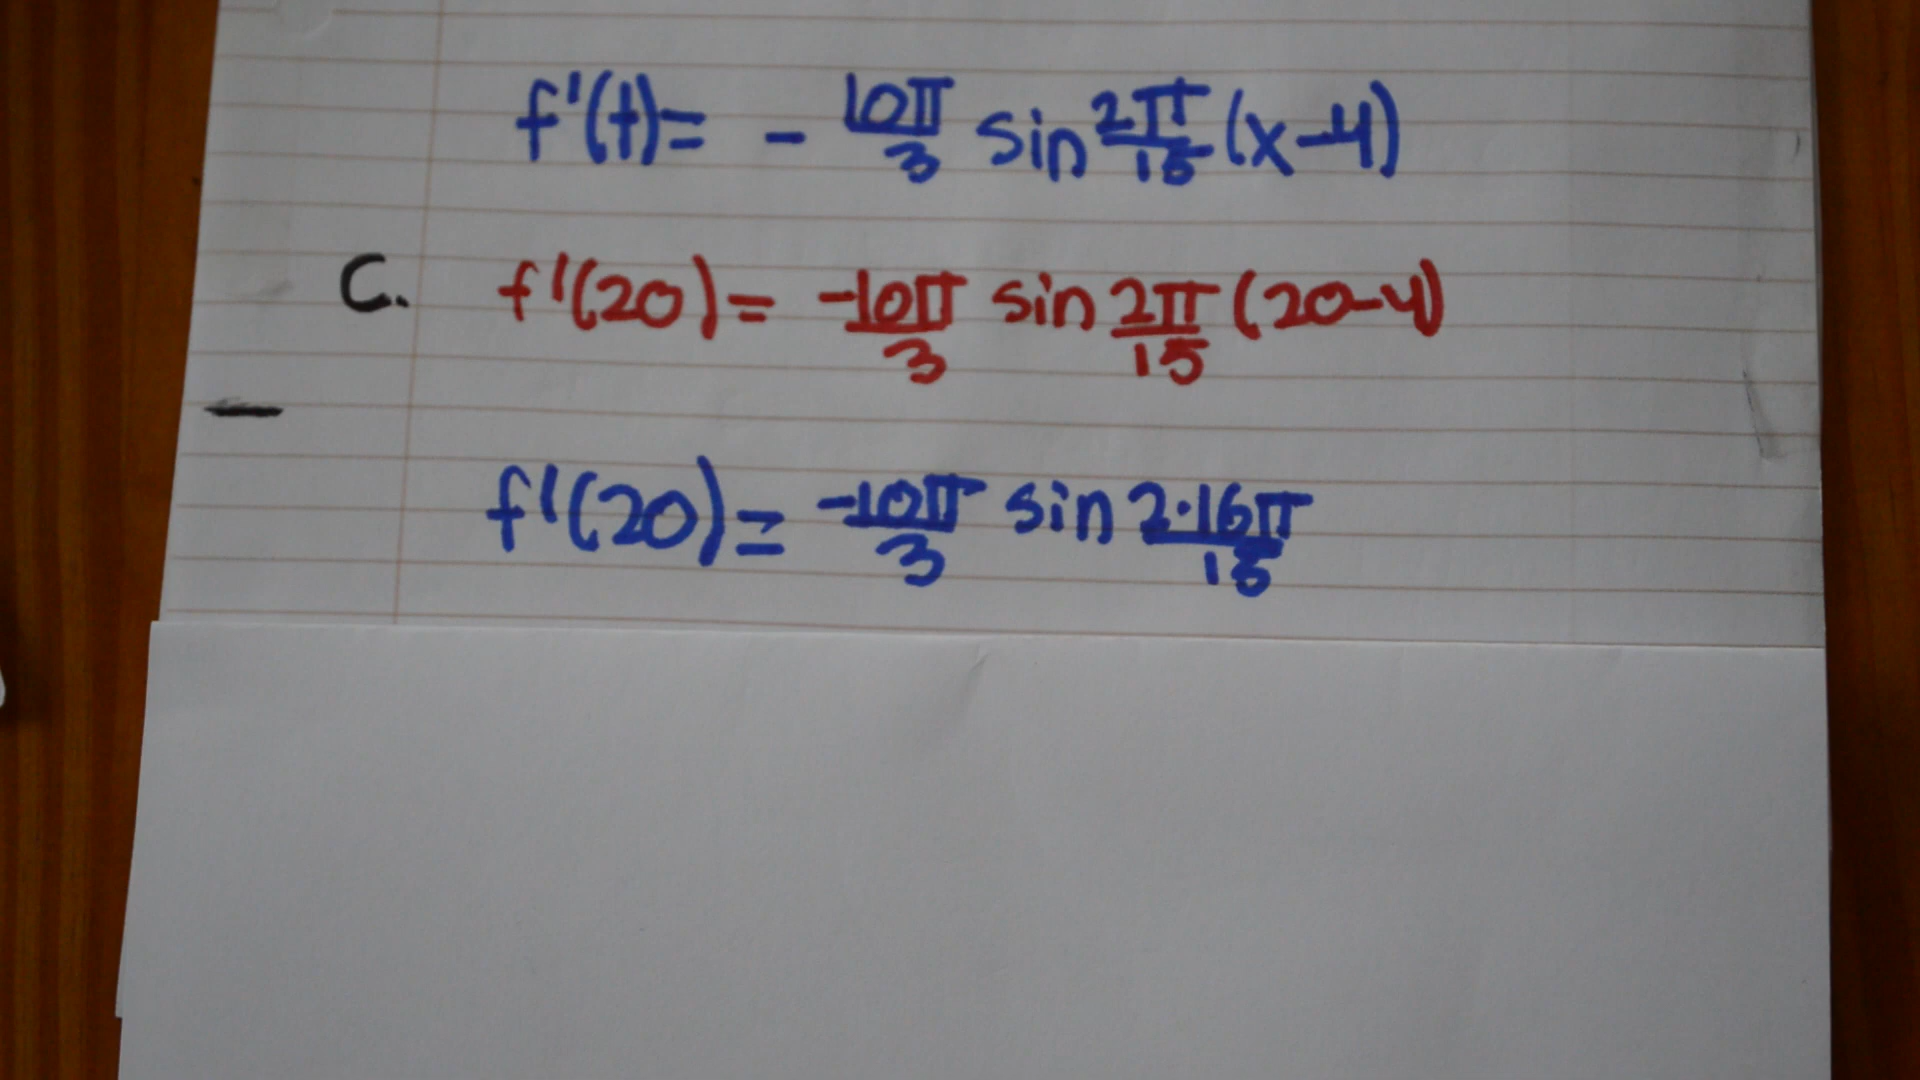 f'(t)= - 10π/3 sin 2π/15 (x-4)
C. f'(20)= -10π/3 sin 2π/15 (20-4)
f'(20)= -10π/3 sin 2·16π/15